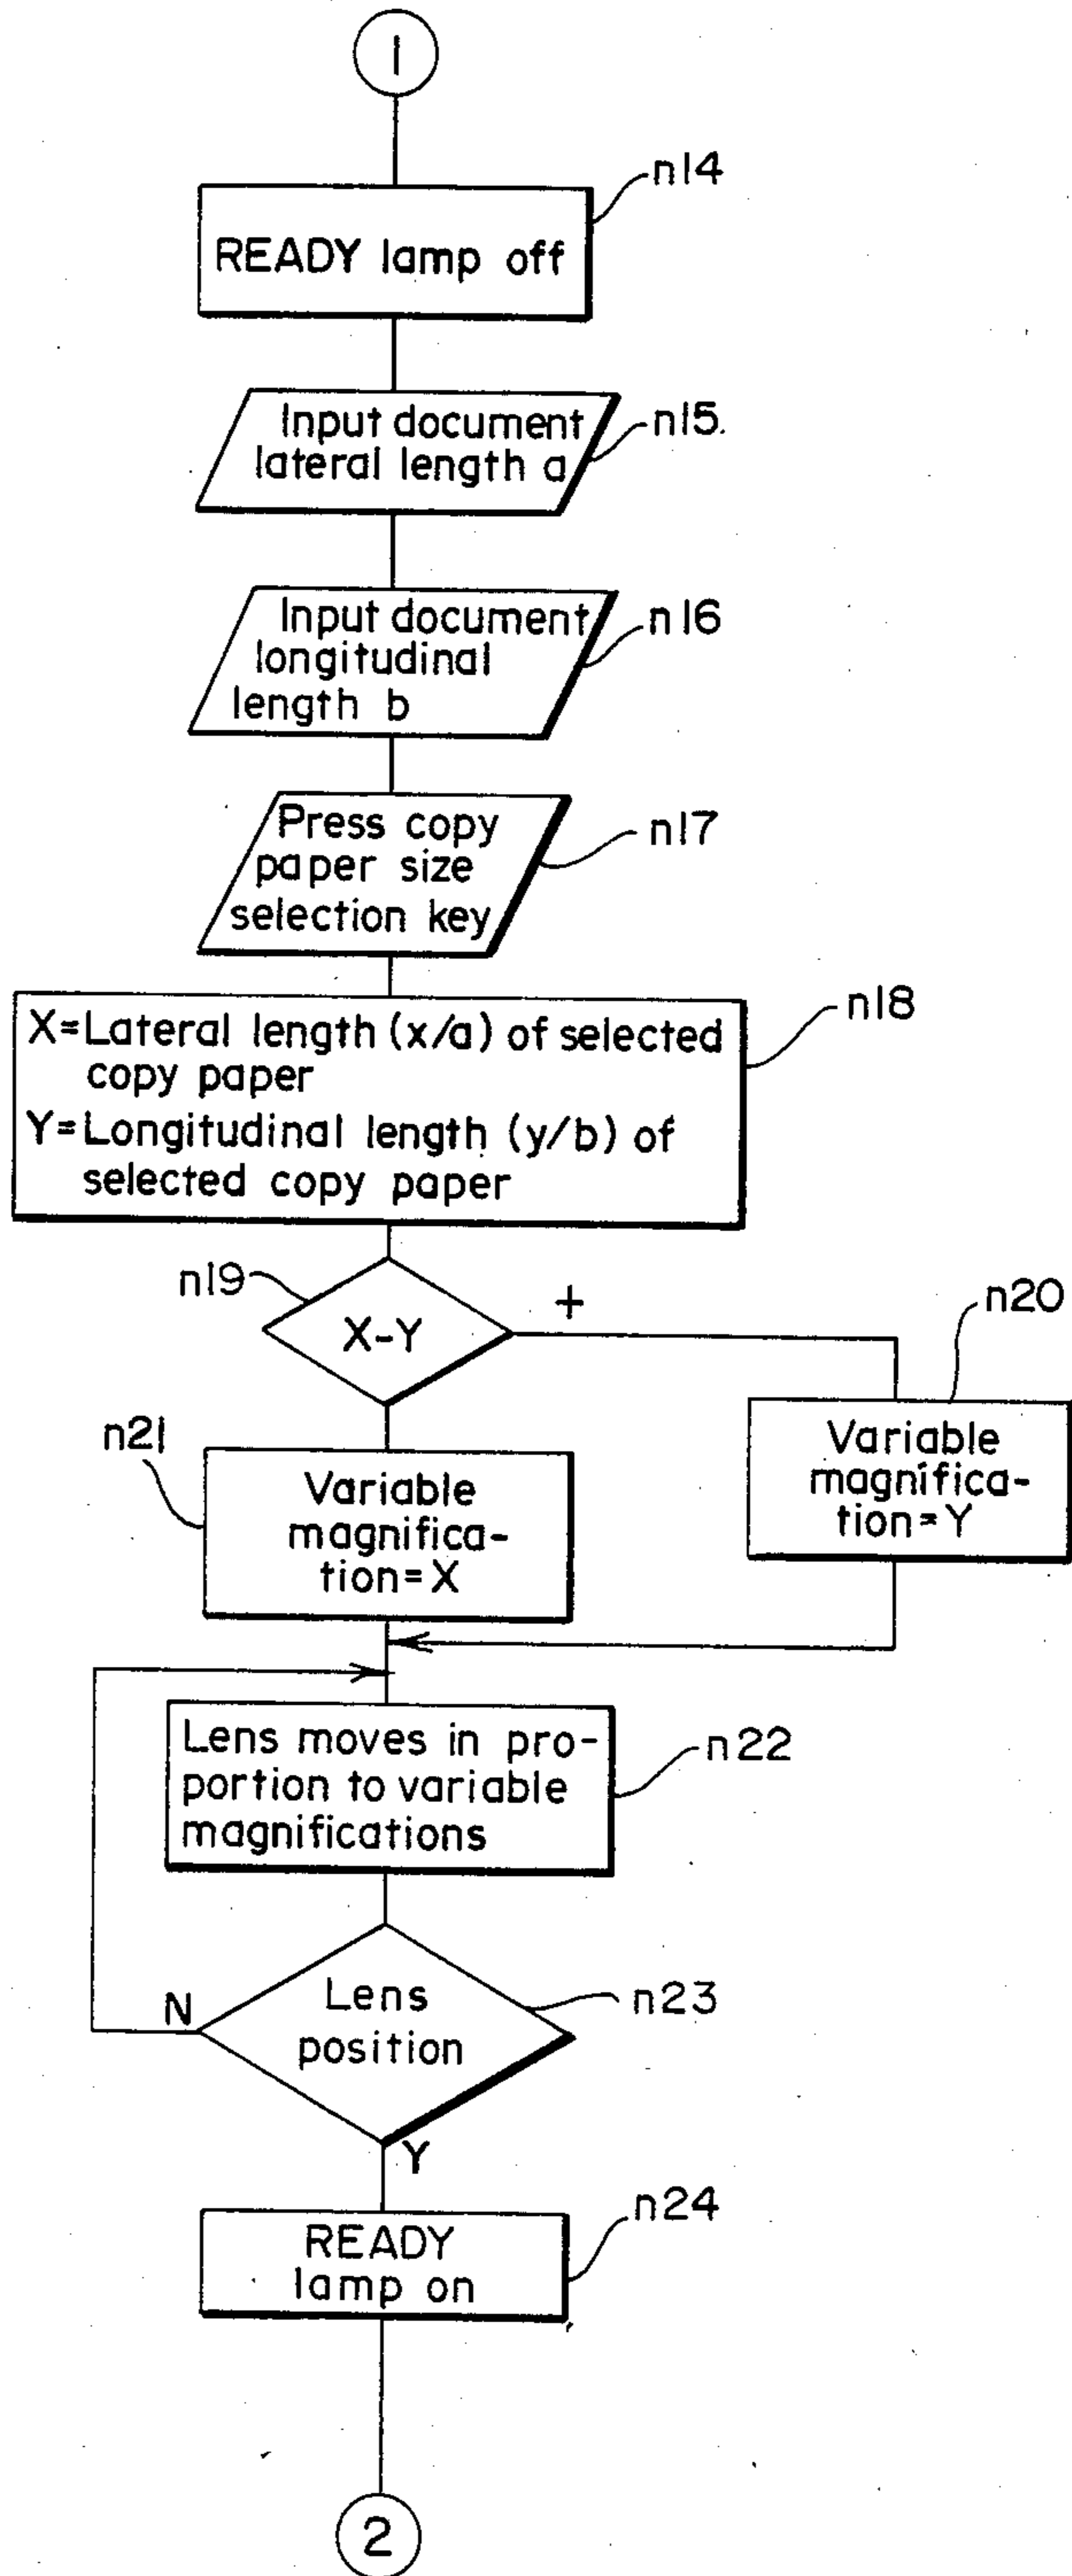 1
n14
READY lamp off
Input document
lateral length a
n15
Input document
longitudinal
length b
n16
Press copy
paper size
selection key
n17
X=Lateral length (x/a) of selected
copy paper
Y=Longitudinal length (y/b) of
selected copy paper
n18
n19
X-Y
+
n20
Variable
magnifica-
tion=Y
n21
Variable
magnifica-
tion=X
Lens moves in pro-
portion to variable
magnifications
n22
N
Lens
position
n23
Y
n24
READY
lamp on
2